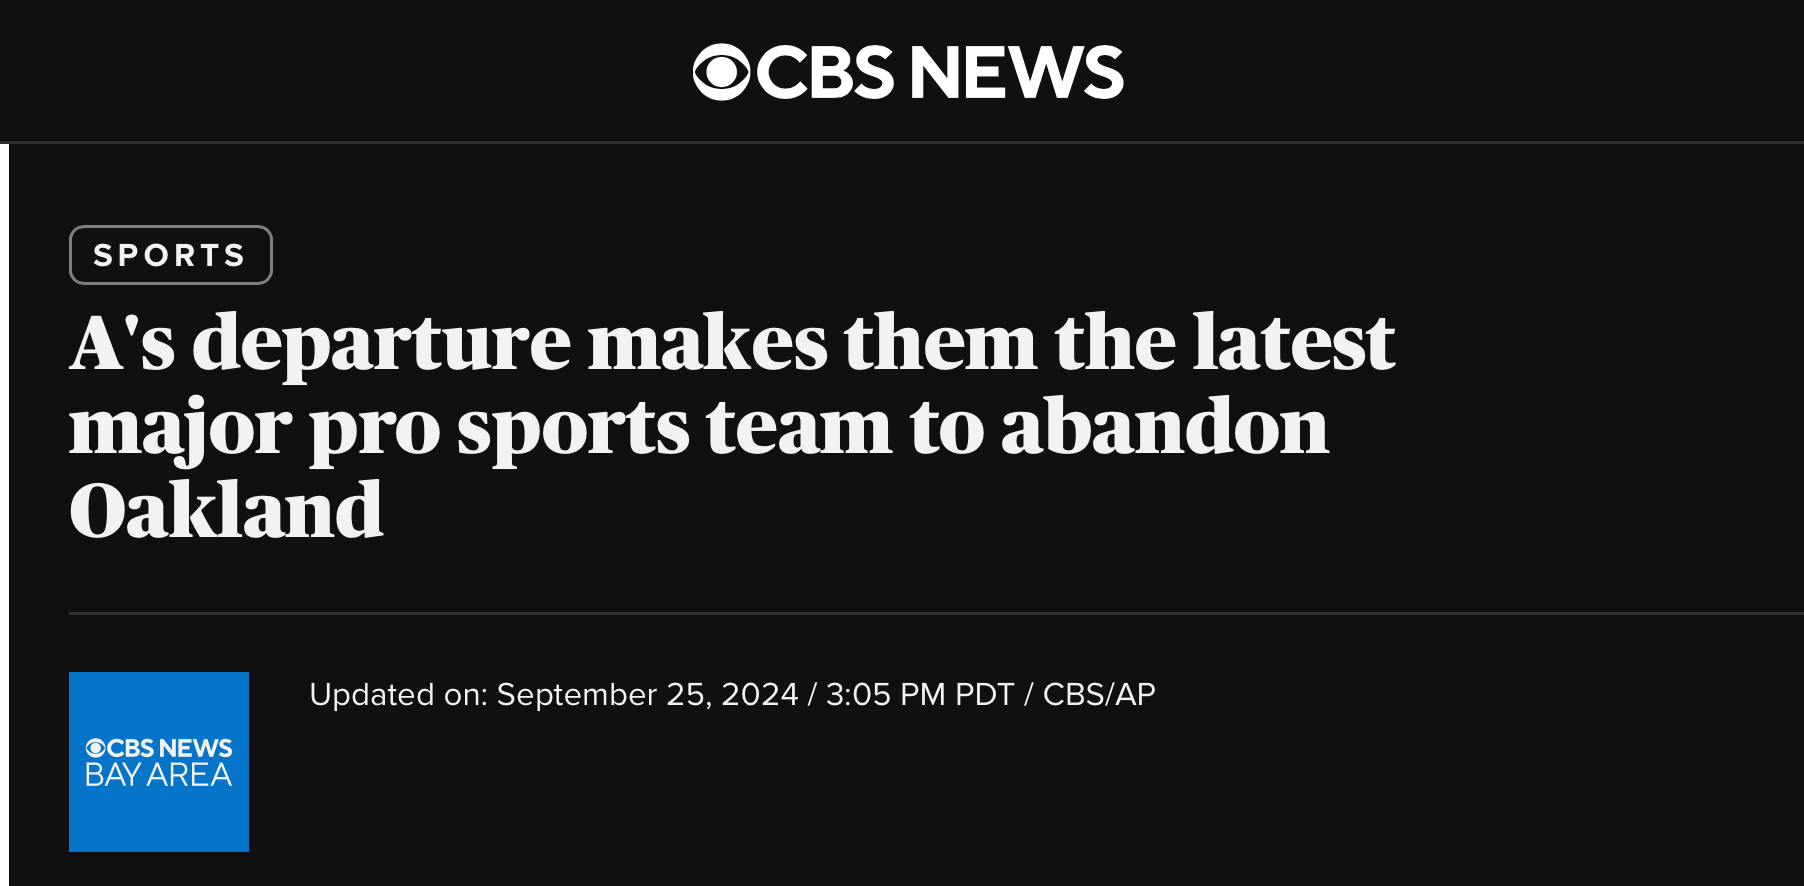 CBS NEWS
SPORTS
A's departure makes them the latest
major pro sports team to abandon
Oakland
Updated on: September 25, 2024 / 3:05 PM PDT / CBS/AP
CBS NEWS
BAY AREA